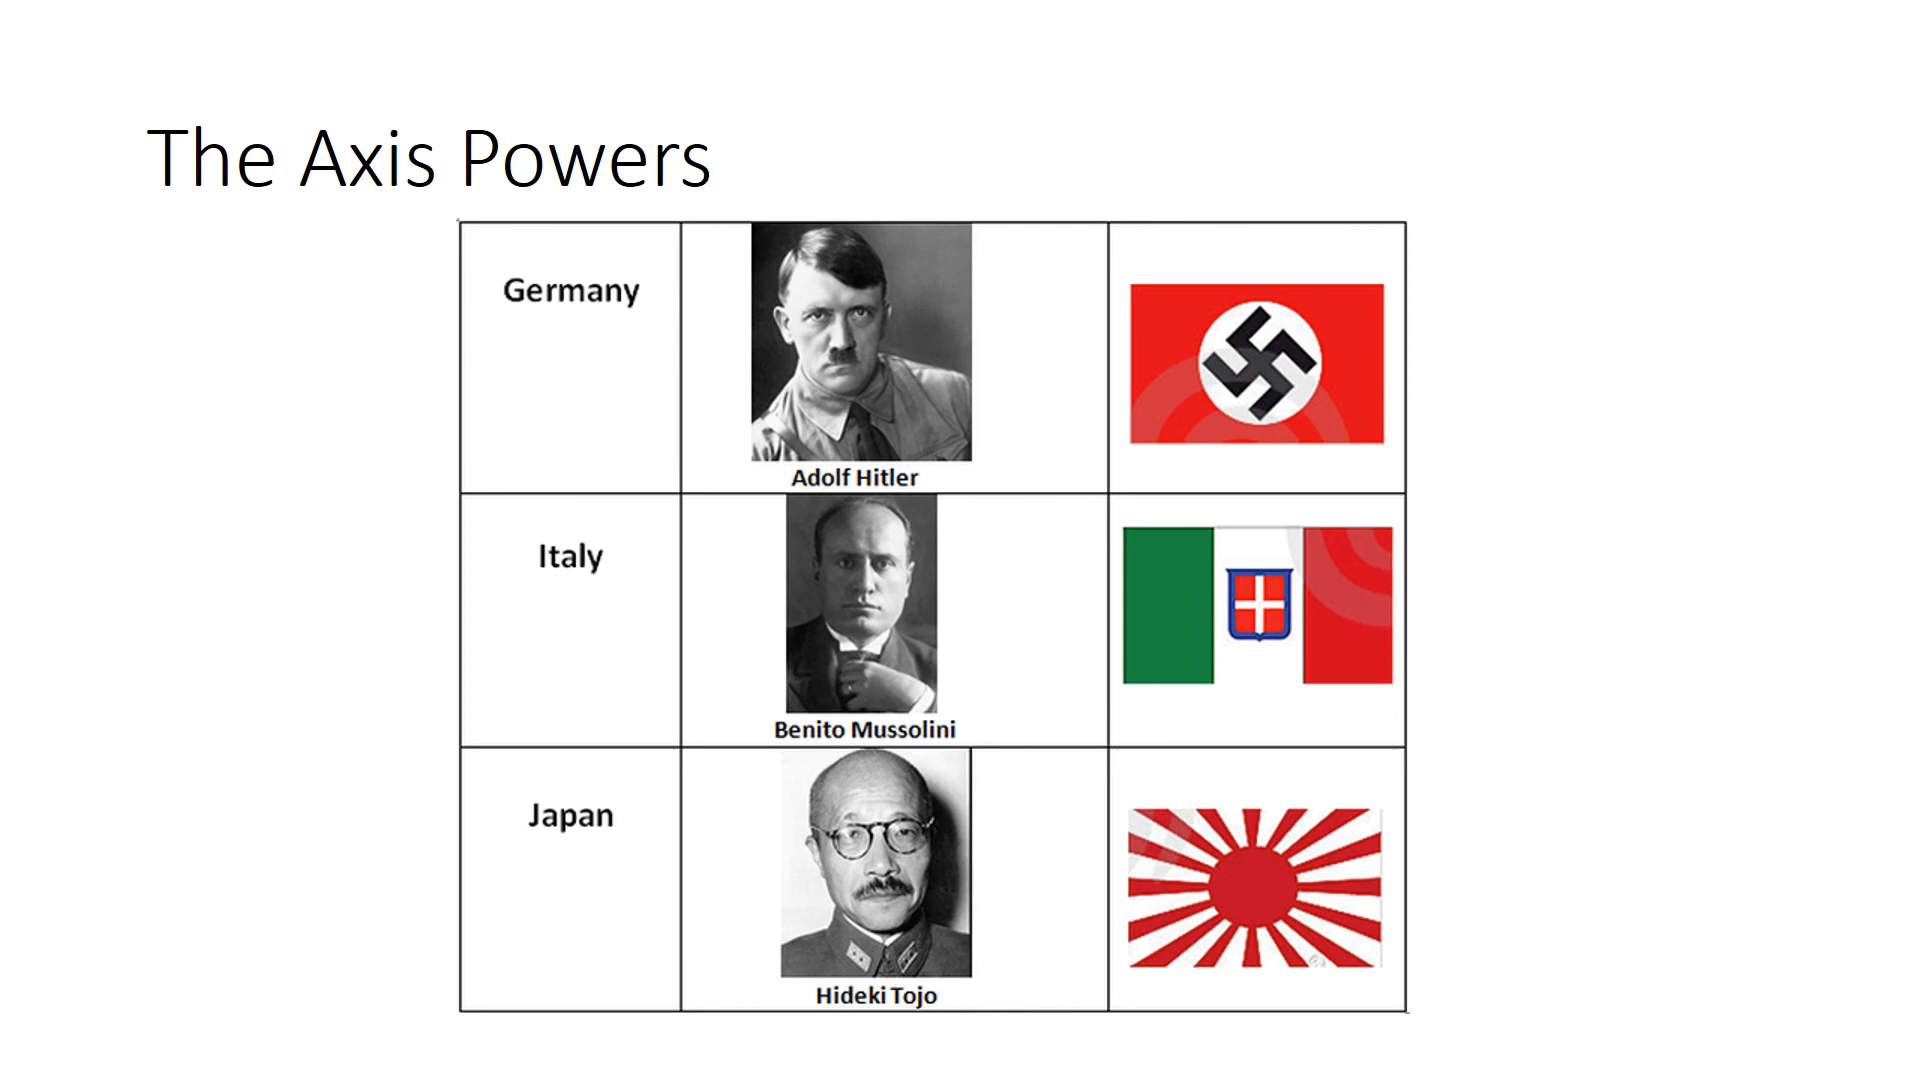 The Axis Powers
Germany
Adolf Hitler
Italy
Benito Mussolini
Japan
Hideki Tojo